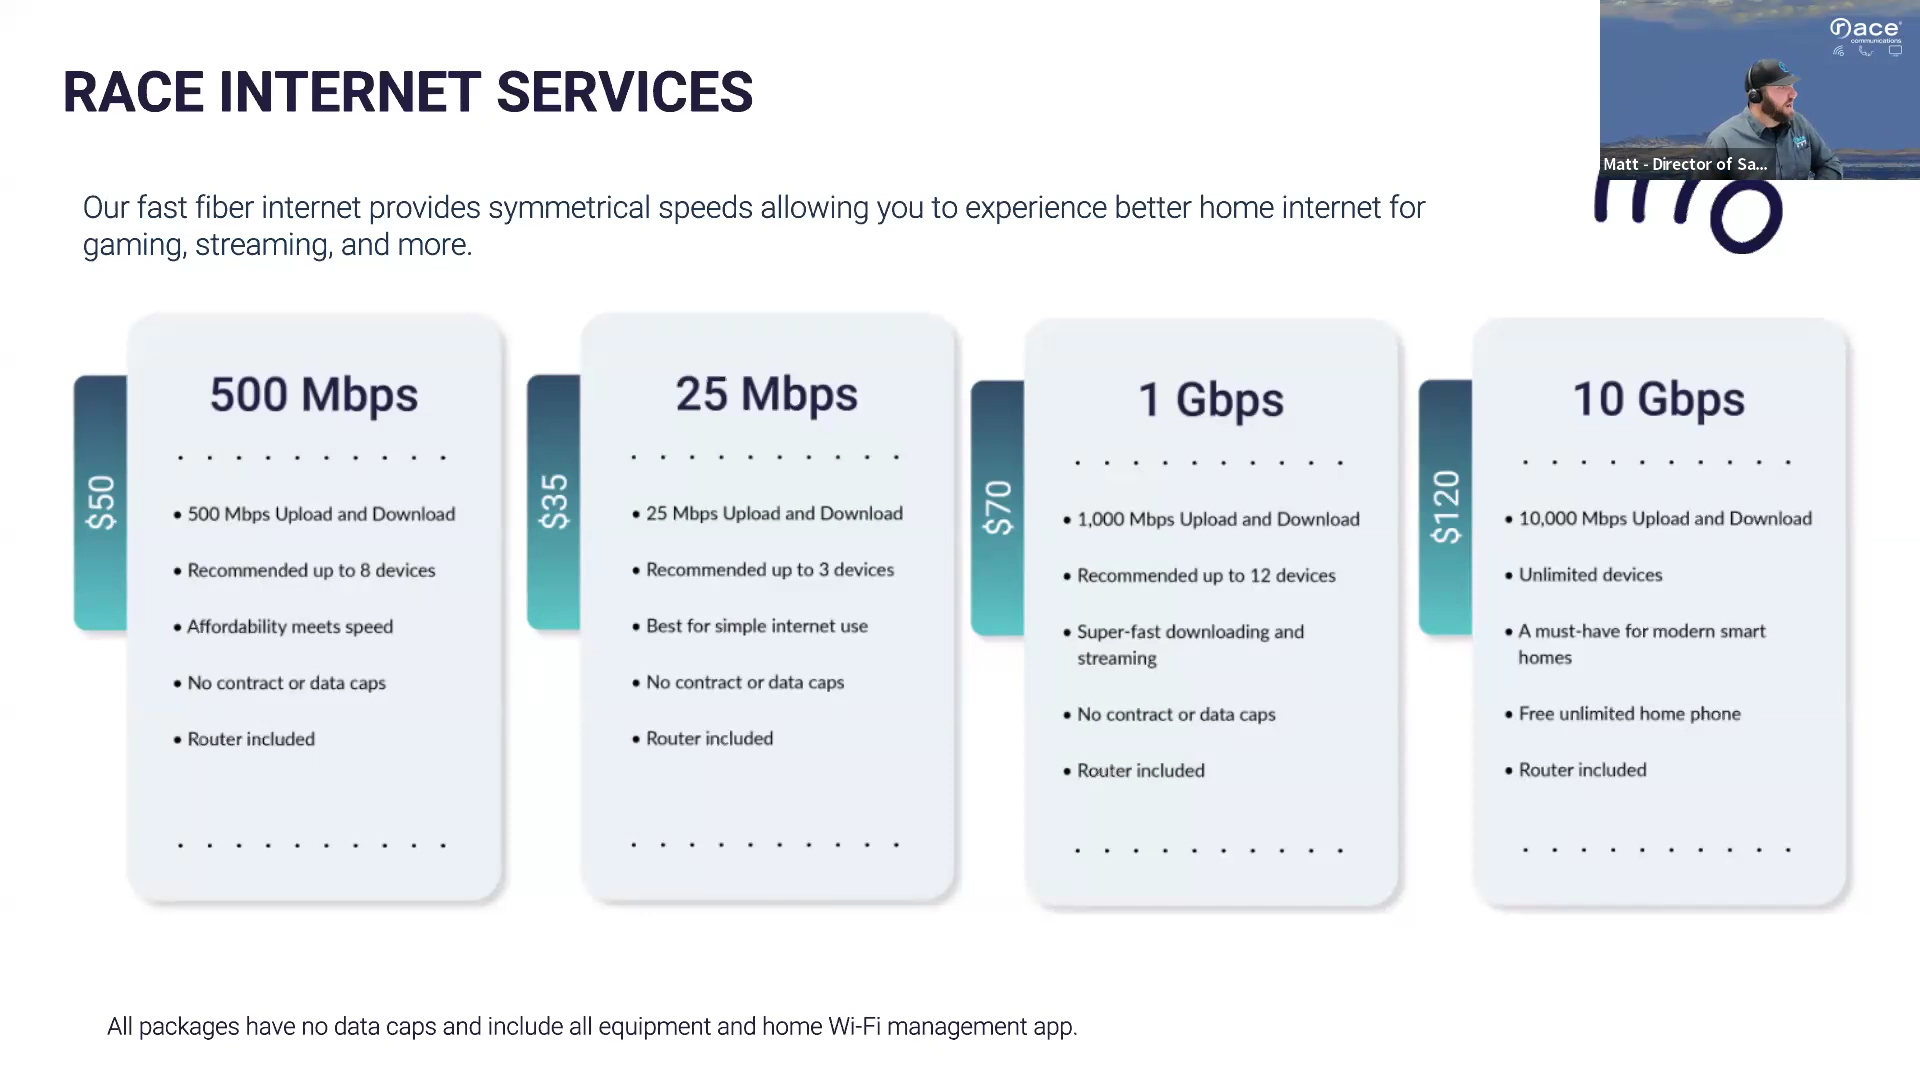 RACE INTERNET SERVICES
race
communications
Matt - Director of Sa...
Our fast fiber internet provides symmetrical speeds allowing you to experience better home internet for
gaming, streaming, and more.
$50
500 Mbps
• 500 Mbps Upload and Download
• Recommended up to 8 devices
• Affordability meets speed
• No contract or data caps
• Router included
$35
25 Mbps
• 25 Mbps Upload and Download
• Recommended up to 3 devices
• Best for simple internet use
• No contract or data caps
• Router included
$70
1 Gbps
• 1,000 Mbps Upload and Download
• Recommended up to 12 devices
• Super-fast downloading and
streaming
• No contract or data caps
• Router included
$120
10 Gbps
• 10,000 Mbps Upload and Download
• Unlimited devices
• A must-have for modern smart
homes
• Free unlimited home phone
• Router included
All packages have no data caps and include all equipment and home Wi-Fi management app.